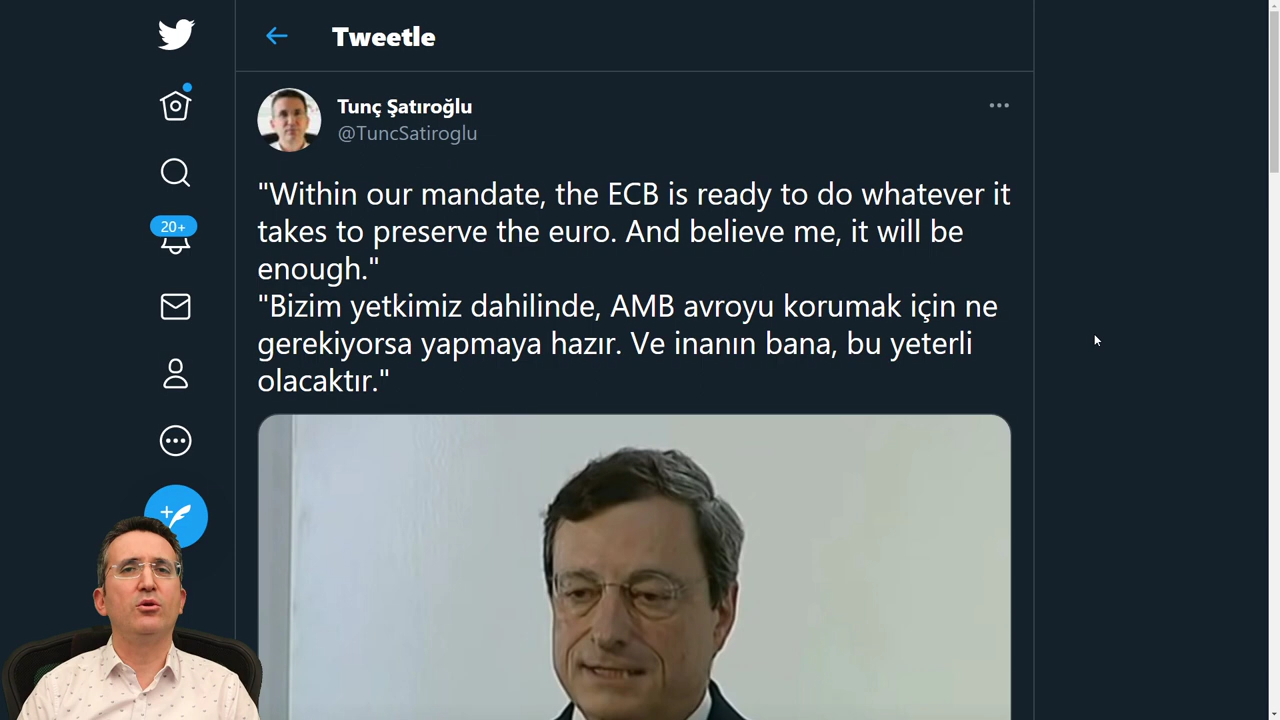 Tweetle
Tunç Şatıroğlu
@TuncSatiroglu
"Within our mandate, the ECB is ready to do whatever it
takes to preserve the euro. And believe me, it will be
enough."
"Bizim yetkimiz dahilinde, AMB avroyu korumak için ne
gerekiyorsa yapmaya hazır. Ve inanın bana, bu yeterli
olacaktır."
20+